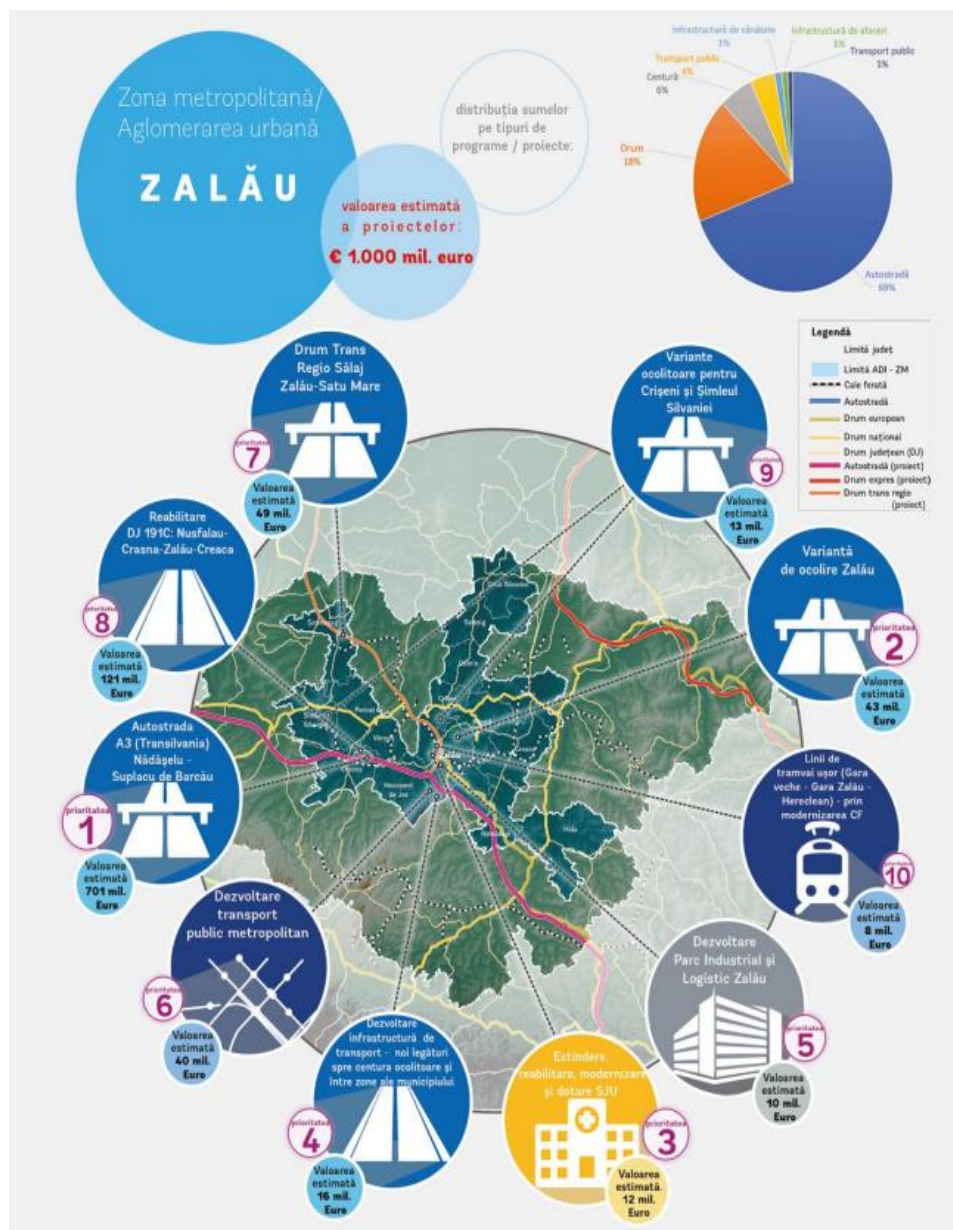 Zona metropolitană/
Aglomerarea urbană
ZALĂU
valoarea estimată
a proiectelor:
€ 1.000 mil. euro
distribuția sumelor
pe tipuri de
programe / proiecte:
Infrastructură de sănătate
1%
Infrastructură de afaceri
1%
Transport public
4%
Transport public
1%
Centură
6%
Drum
18%
Autostradă
69%
Legendă
Limită județ
Limită ADI - ZM
Cale ferată
Autostradă
Drum european
Drum național
Drum județean (DJ)
Autostradă (proiect)
Drum expres (proiect)
Drum trans regio
(proiect)
Drum Trans
Regio Sălaj
Zalău-Satu Mare
prioritatea
7
Valoarea
estimată
49 mil.
Euro
Variante
ocolitoare pentru
Crișeni și Șimleul
Silvaniei
prioritatea
9
Valoarea
estimată
13 mil.
Euro
Reabilitare
DJ 191C: Nusfalau-
Crasna-Zalău-Creaca
prioritatea
8
Valoarea
estimată
121 mil.
Euro
Variantă
de ocolire Zalău
prioritatea
2
Valoarea
estimată
43 mil.
Euro
Autostrada
A3 (Transilvania)
Nădășelu -
Suplacu de Barcău
prioritatea
1
Valoarea
estimată
701 mil.
Euro
Linii de
tramvai ușor (Gara
veche - Gara Zalău -
Hereclean) - prin
modernizarea CF
prioritatea
10
Valoarea
estimată
8 mil.
Euro
Dezvoltare
transport
public metropolitan
prioritatea
6
Valoarea
estimată
40 mil.
Euro
Dezvoltare
Parc Industrial și
Logistic Zalău
prioritatea
5
Valoarea
estimată
10 mil.
Euro
Dezvoltare
infrastructură de
transport - noi legături
spre centura ocolitoare și
între zone ale municipiului
prioritatea
4
Valoarea
estimată
16 mil.
Euro
Extindere,
reabilitare, modernizare
și dotare SJU
prioritatea
3
Valoarea
estimată
12 mil.
Euro